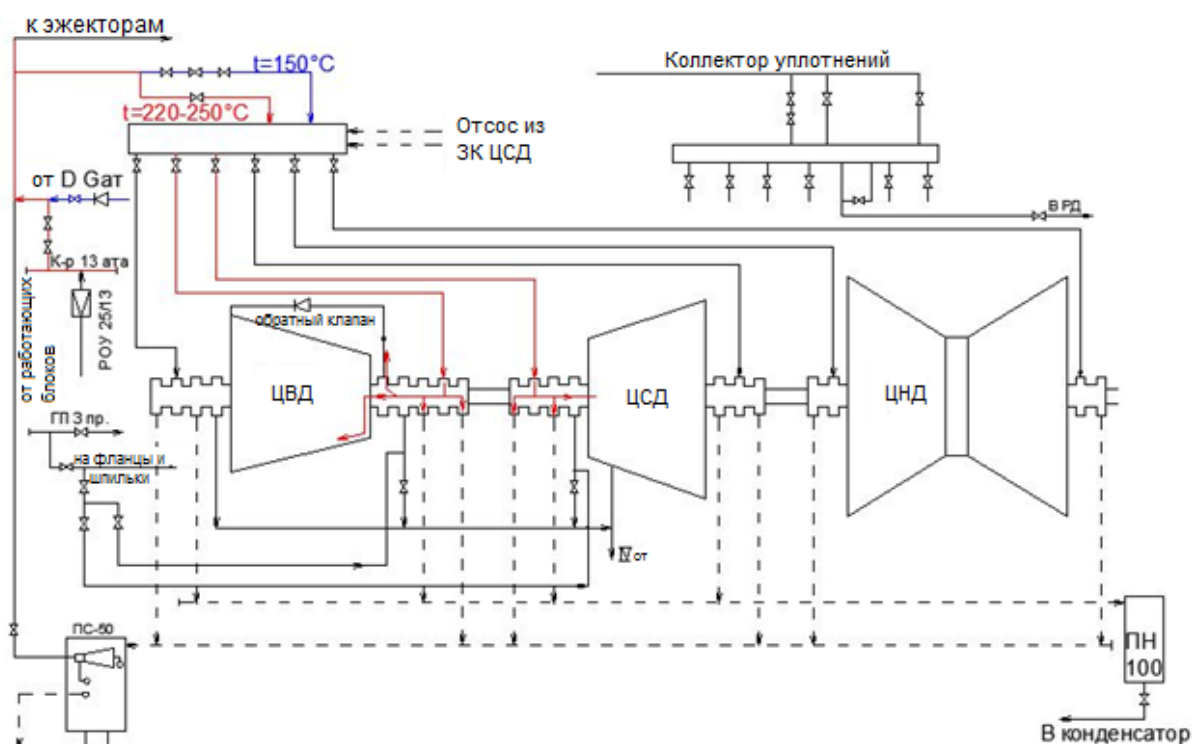 к эжекторам
t=150°C
Коллектор уплотнений
t=220-250°C
Отсос из
ЗК ЦСД
от D Gат
В РД
К-р 13 ата
от работающих
блоков
РОУ 25/13
обратный клапан
ЦВД
ЦСД
ЦНД
ГП 3 пр.
на фланцы и
шпильки
IV от
ПС-50
ПН
100
В конденсатор